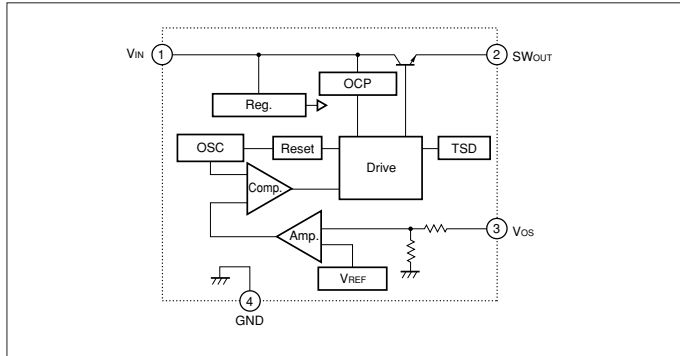 VIN 1
2 SWOUT
OCP
Reg.
OSC
Reset
Drive
TSD
Comp.
Amp.
3 VOS
VREF
4
GND